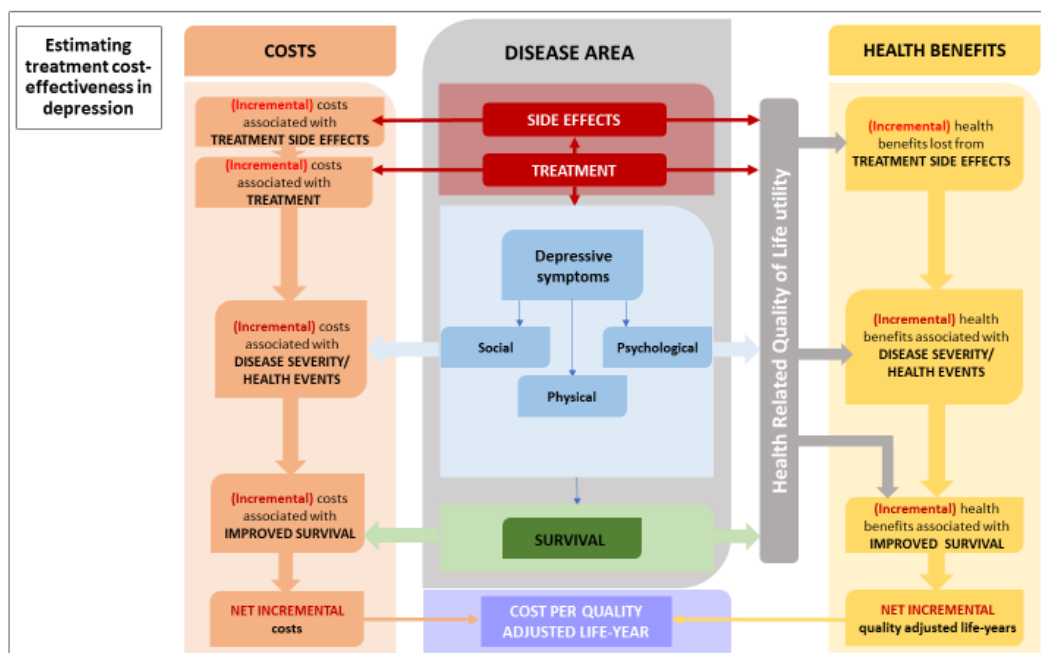 Estimating
treatment cost-
effectiveness in
depression
COSTS
(Incremental) costs
associated with
TREATMENT SIDE EFFECTS
(Incremental) costs
associated with
TREATMENT
(Incremental) costs
associated with
DISEASE SEVERITY/
HEALTH EVENTS
(Incremental) costs
associated with
IMPROVED SURVIVAL
NET INCREMENTAL
costs
DISEASE AREA
SIDE EFFECTS
TREATMENT
Depressive
symptoms
Social
Psychological
Physical
SURVIVAL
COST PER QUALITY
ADJUSTED LIFE-YEAR
Health Related Quality of Life utility
HEALTH BENEFITS
(Incremental) health
benefits lost from
TREATMENT SIDE EFFECTS
(Incremental) health
benefits associated with
DISEASE SEVERITY/
HEALTH EVENTS
(Incremental) health
benefits associated with
IMPROVED SURVIVAL
NET INCREMENTAL
quality adjusted life-years